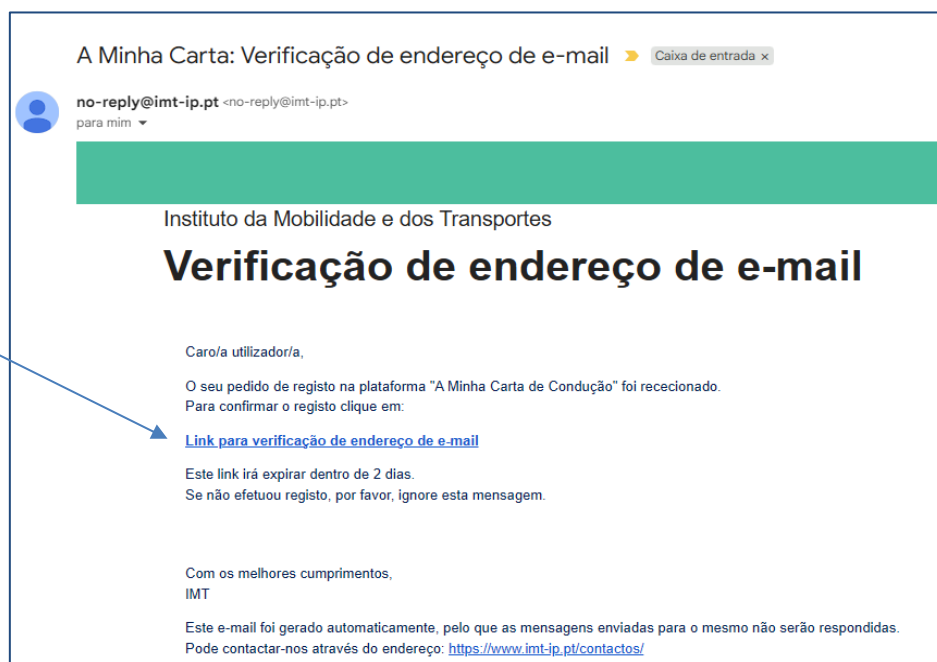 A Minha Carta: Verificação de endereço de e-mail Caixa de entrada x
no-reply@imt-ip.pt <no-reply@imt-ip.pt>
para mim
Instituto da Mobilidade e dos Transportes
Verificação de endereço de e-mail
Caro/a utilizador/a,
O seu pedido de registo na plataforma "A Minha Carta de Condução" foi rececionado.
Para confirmar o registo clique em:
Link para verificação de endereço de e-mail
Este link irá expirar dentro de 2 dias.
Se não efetuou registo, por favor, ignore esta mensagem.
Com os melhores cumprimentos,
IMT
Este e-mail foi gerado automaticamente, pelo que as mensagens enviadas para o mesmo não serão respondidas.
Pode contactar-nos através do endereço: https://www.imt-ip.pt/contactos/